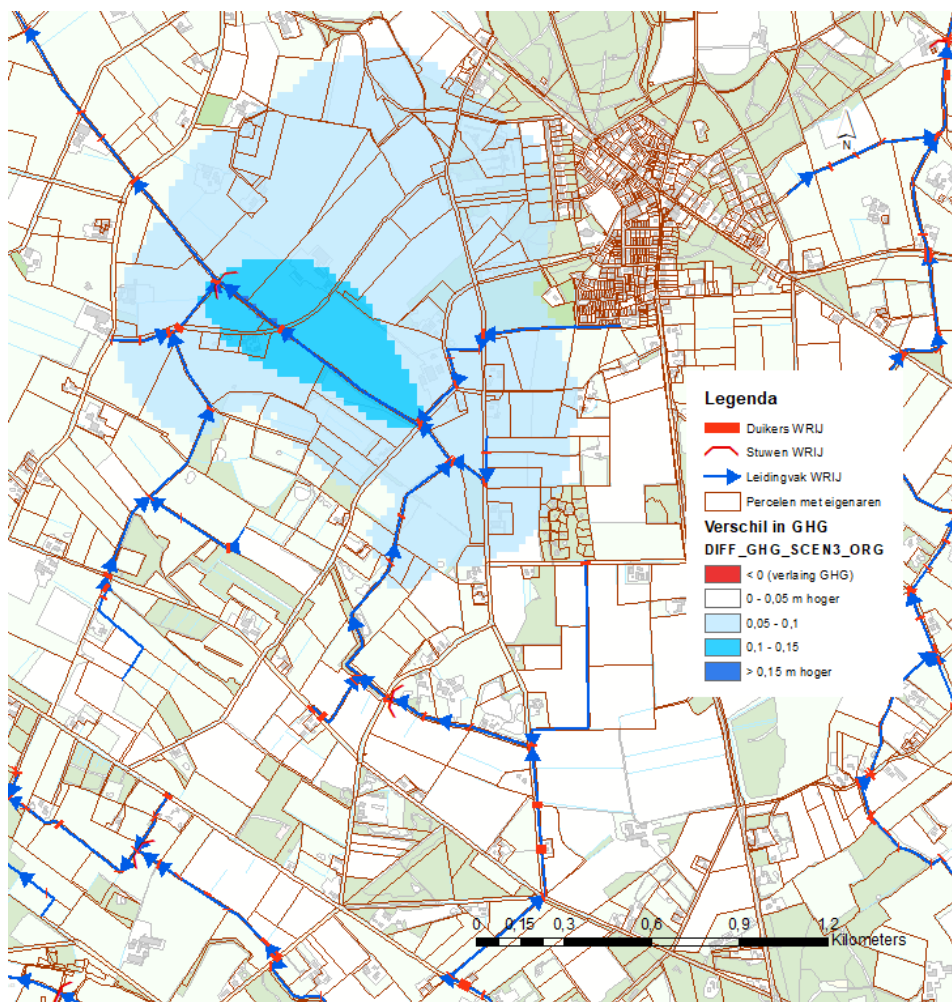 N
Legenda
Duikers WRIJ
Stuwen WRIJ
Leidingvak WRIJ
Percelen met eigenaren
Verschil in GHG
DIFF_GHG_SCEN3_ORG
< 0 (verlaing GHG)
0 - 0,05 m hoger
0,05 - 0,1
0,1 - 0,15
> 0,15 m hoger
0 0,15 0,3 0,6 0,9 1,2
Kilometers